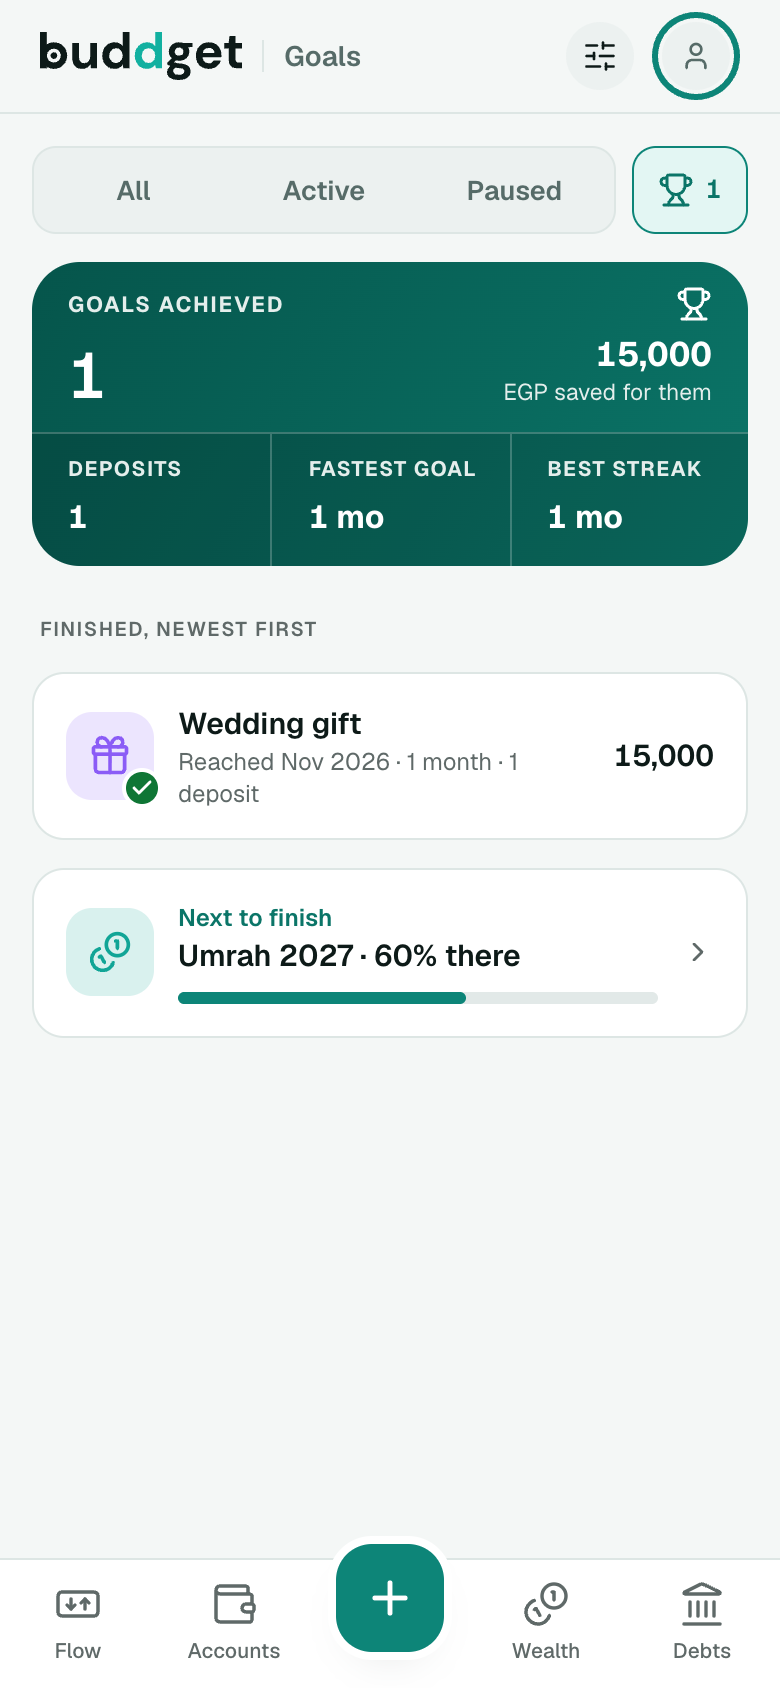 buddget
Goals
All
Active
Paused
1
GOALS ACHIEVED
1
15,000
EGP saved for them
DEPOSITS
1
FASTEST GOAL
1 mo
BEST STREAK
1 mo
FINISHED, NEWEST FIRST
Wedding gift
Reached Nov 2026 · 1 month · 1
deposit
15,000
Next to finish
Umrah 2027 · 60% there
Flow
Accounts
Wealth
Debts